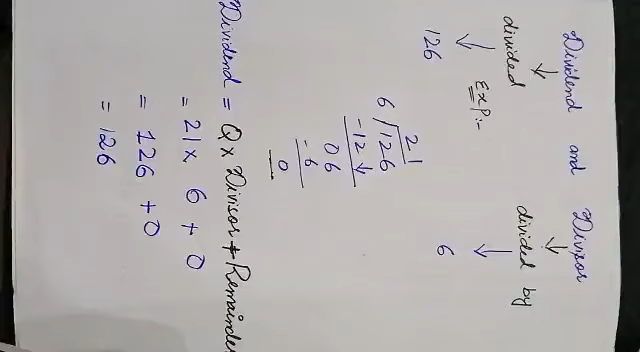 Dividend and Divisor
↓ ↓
divided divided by
↓ Exp:- ↓
126 6
21
6/126
-12↓
06
-6
0
Dividend = Q x Divisor + Remainder
= 21 x 6 + 0
= 126 + 0
= 126